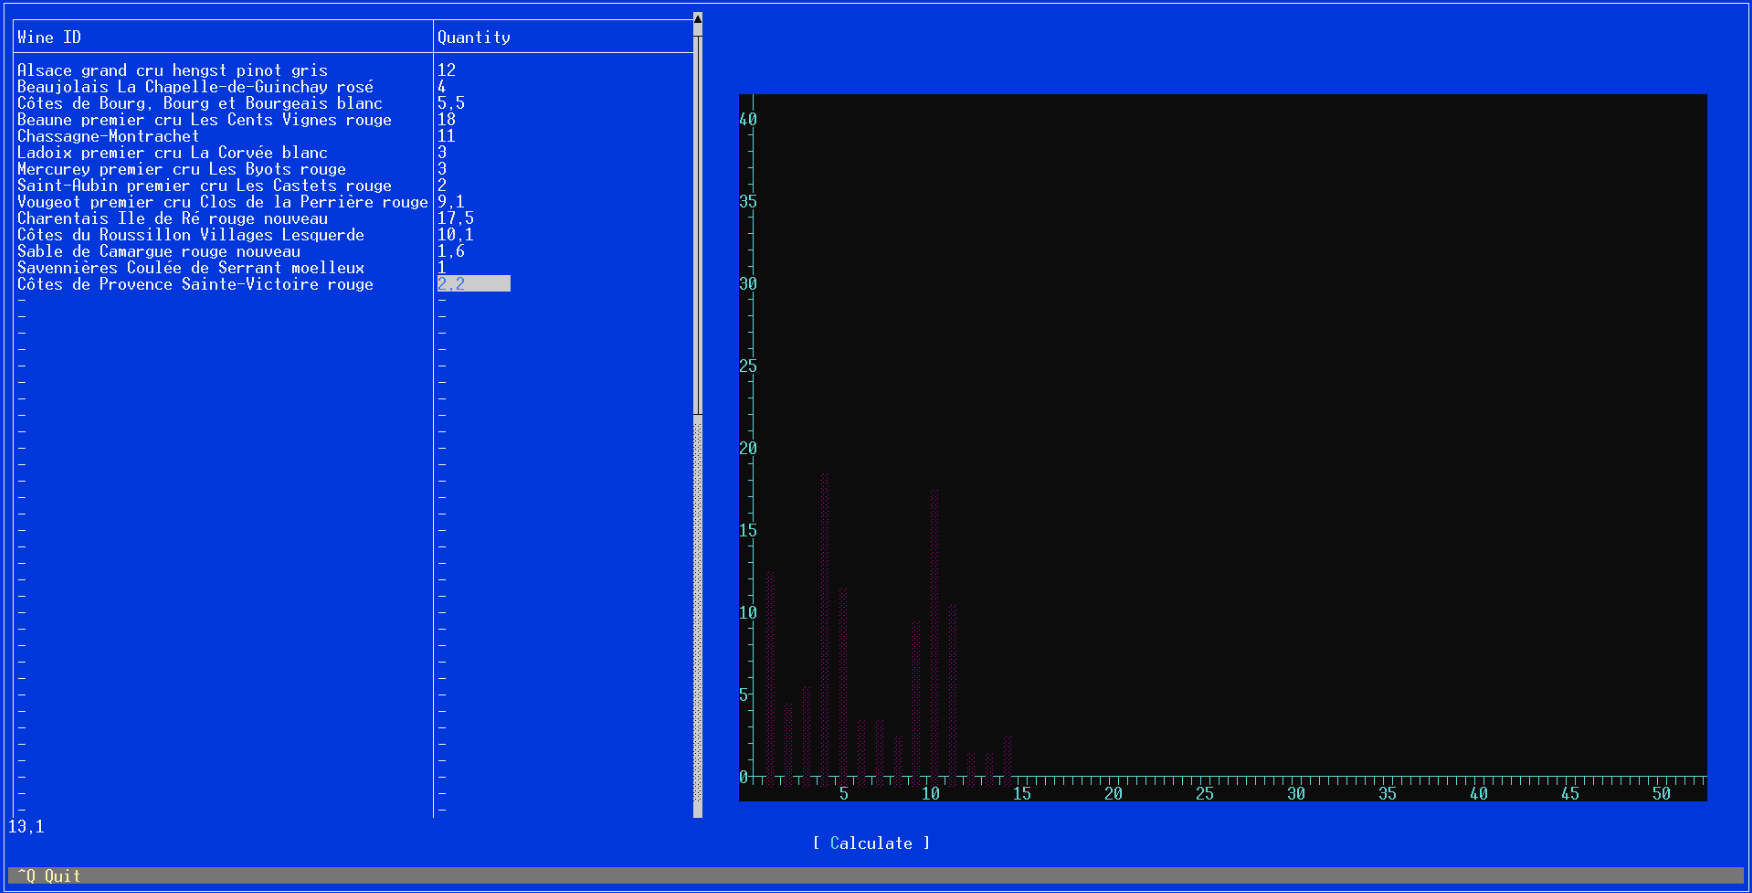 Wine ID Quantity
Alsace grand cru hengst pinot gris 12
Beaujolais La Chapelle-de-Guinchay rosé 4
Côtes de Bourg, Bourg et Bourgeais blanc 5,5
Beaune premier cru Les Cents Vignes rouge 18
Chassagne-Montrachet 11
Ladoix premier cru La Corvée blanc 3
Mercurey premier cru Les Byots rouge 3
Saint-Aubin premier cru Les Castets rouge 2
Vougeot premier cru Clos de la Perrière rouge 9,1
Charentais Ile de Ré rouge nouveau 17,5
Côtes du Roussillon Villages Lesquerde 10,1
Sable de Camargue rouge nouveau 1,6
Savennières Coulée de Serrant moelleux 1
Côtes de Provence Sainte-Victoire rouge 2,2
13,1
40
35
30
25
20
15
10
5
0
5 10 15 20 25 30 35 40 45 50
[ Calculate ]
^Q Quit